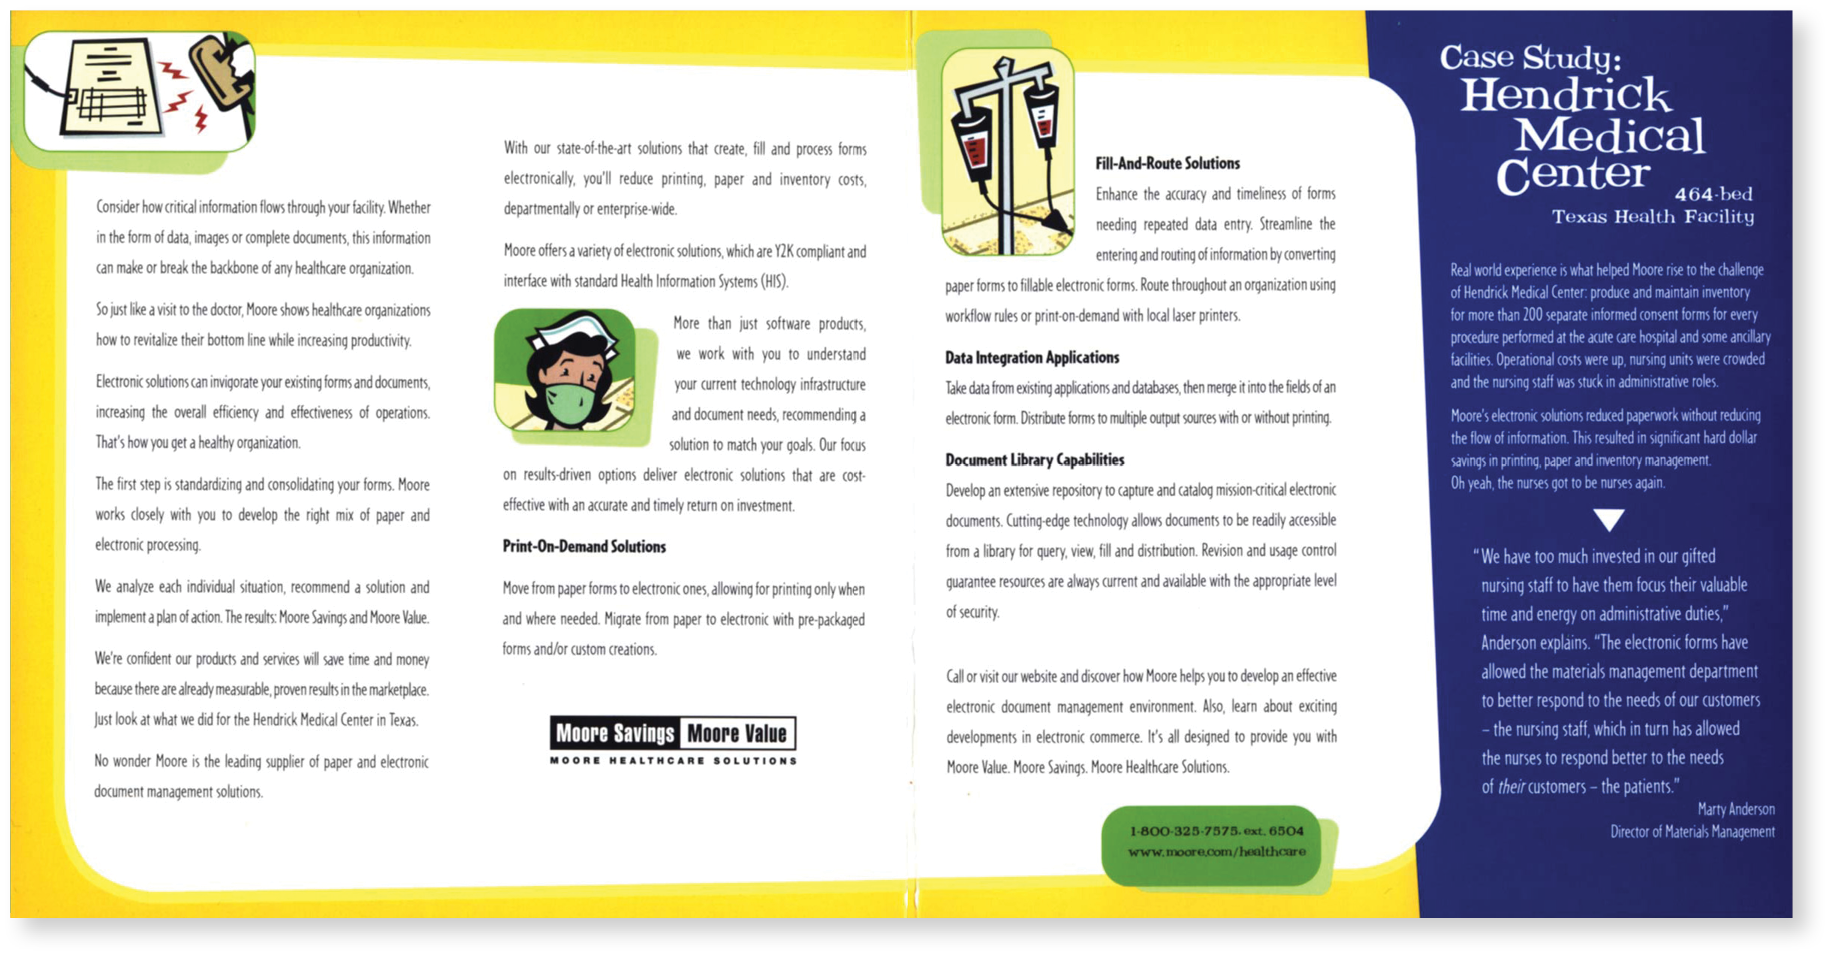 Consider how critical information flows through your facility. Whether
in the form of data, images or complete documents, this information
can make or break the backbone of any healthcare organization.
So just like a visit to the doctor, Moore shows healthcare organizations
how to revitalize their bottom line while increasing productivity.
Electronic solutions can invigorate your existing forms and documents,
increasing the overall efficiency and effectiveness of operations.
That's how you get a healthy organization.
The first step is standardizing and consolidating your forms. Moore
works closely with you to develop the right mix of paper and
electronic processing.
We analyze each individual situation, recommend a solution and
implement a plan of action. The results: Moore Savings and Moore Value.
We're confident our products and services will save time and money
because there are already measurable, proven results in the marketplace.
Just look at what we did for the Hendrick Medical Center in Texas.
No wonder Moore is the leading supplier of paper and electronic
document management solutions.
With our state-of-the-art solutions that create, fill and process forms
electronically, you'll reduce printing, paper and inventory costs,
departmentally or enterprise-wide.
Moore offers a variety of electronic solutions, which are Y2K compliant and
interface with standard Health Information Systems (HIS).
More than just software products,
we work with you to understand
your current technology infrastructure
and document needs, recommending a
solution to match your goals. Our focus
on results-driven options deliver electronic solutions that are cost-
effective with an accurate and timely return on investment.
Print-On-Demand Solutions
Move from paper forms to electronic ones, allowing for printing only when
and where needed. Migrate from paper to electronic with pre-packaged
forms and/or custom creations.
Moore Savings Moore Value
MOORE HEALTHCARE SOLUTIONS
Fill-And-Route Solutions
Enhance the accuracy and timeliness of forms
needing repeated data entry. Streamline the
entering and routing of information by converting
paper forms to fillable electronic forms. Route throughout an organization using
workflow rules or print-on-demand with local laser printers.
Data Integration Applications
Take data from existing applications and databases, then merge it into the fields of an
electronic form. Distribute forms to multiple output sources with or without printing.
Document Library Capabilities
Develop an extensive repository to capture and catalog mission-critical electronic
documents. Cutting-edge technology allows documents to be readily accessible
from a library for query, view, fill and distribution. Revision and usage control
guarantee resources are always current and available with the appropriate level
of security.
Call or visit our website and discover how Moore helps you to develop an effective
electronic document management environment. Also, learn about exciting
developments in electronic commerce. It's all designed to provide you with
Moore Value. Moore Savings. Moore Healthcare Solutions.
1-800-325-7575, ext. 6504
www.moore.com/healthcare
Case Study:
Hendrick
Medical
Center
464-bed
Texas Health Facility
Real world experience is what helped Moore rise to the challenge
of Hendrick Medical Center: produce and maintain inventory
for more than 200 separate informed consent forms for every
procedure performed at the acute care hospital and some ancillary
facilities. Operational costs were up, nursing units were crowded
and the nursing staff was stuck in administrative roles.
Moore's electronic solutions reduced paperwork without reducing
the flow of information. This resulted in significant hard dollar
savings in printing, paper and inventory management.
Oh yeah, the nurses got to be nurses again.
"We have too much invested in our gifted
nursing staff to have them focus their valuable
time and energy on administrative duties,"
Anderson explains. "The electronic forms have
allowed the materials management department
to better respond to the needs of our customers
– the nursing staff, which in turn has allowed
the nurses to respond better to the needs
of their customers – the patients."
Marty Anderson
Director of Materials Management